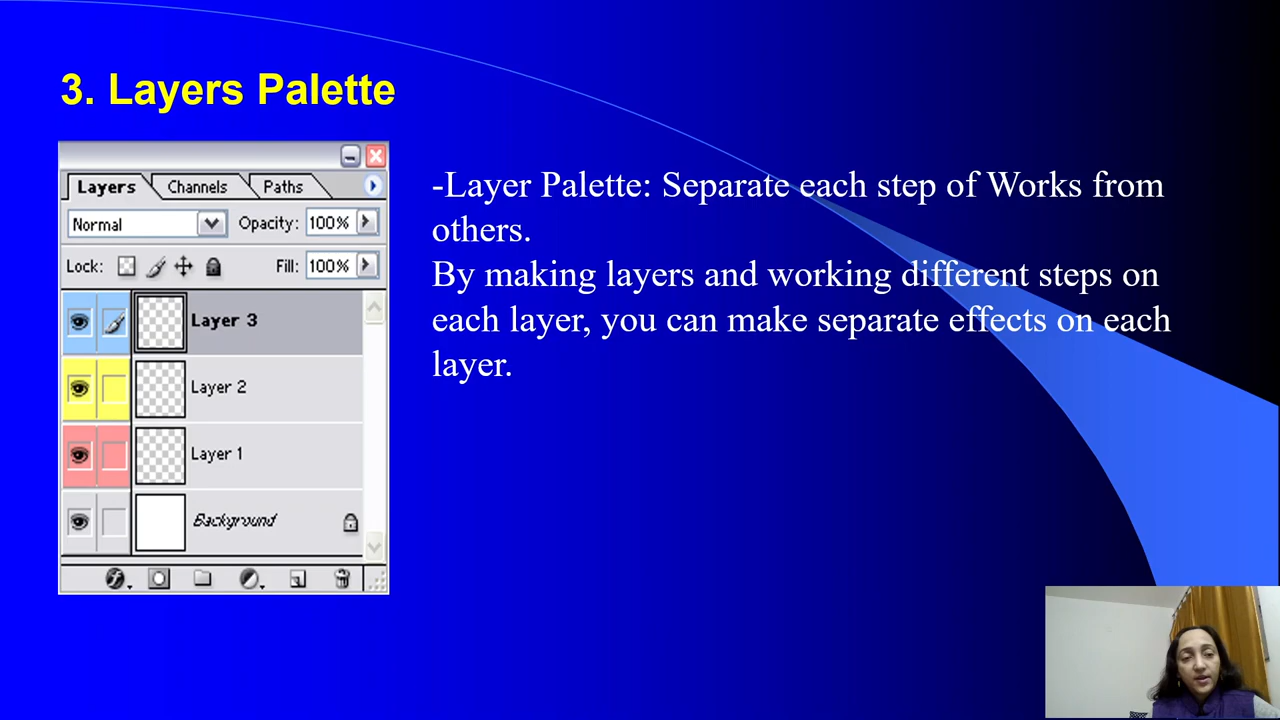 3. Layers Palette
Layers Channels Paths
Normal Opacity: 100%
Lock: Fill: 100%
Layer 3
Layer 2
Layer 1
Background
-Layer Palette: Separate each step of Works from
others.
By making layers and working different steps on
each layer, you can make separate effects on each
layer.